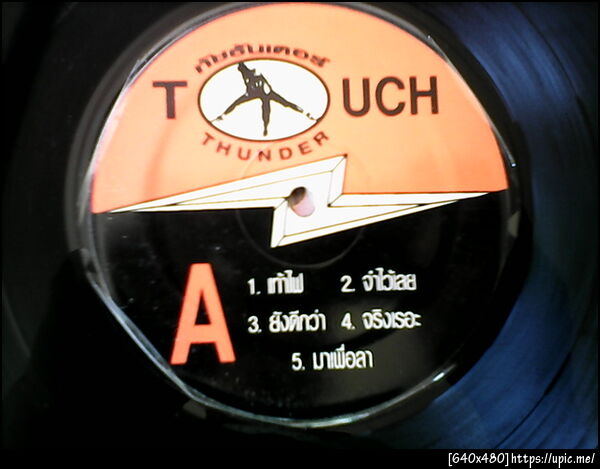 ทัชธันเดอร์
TOUCH
THUNDER
A
1. เท้าไฟ 2. จำไว้เลย
3. ยังดีกว่า 4. จริงเธอะ
5. มาเพื่อลา
[640x480]https://upic.me/